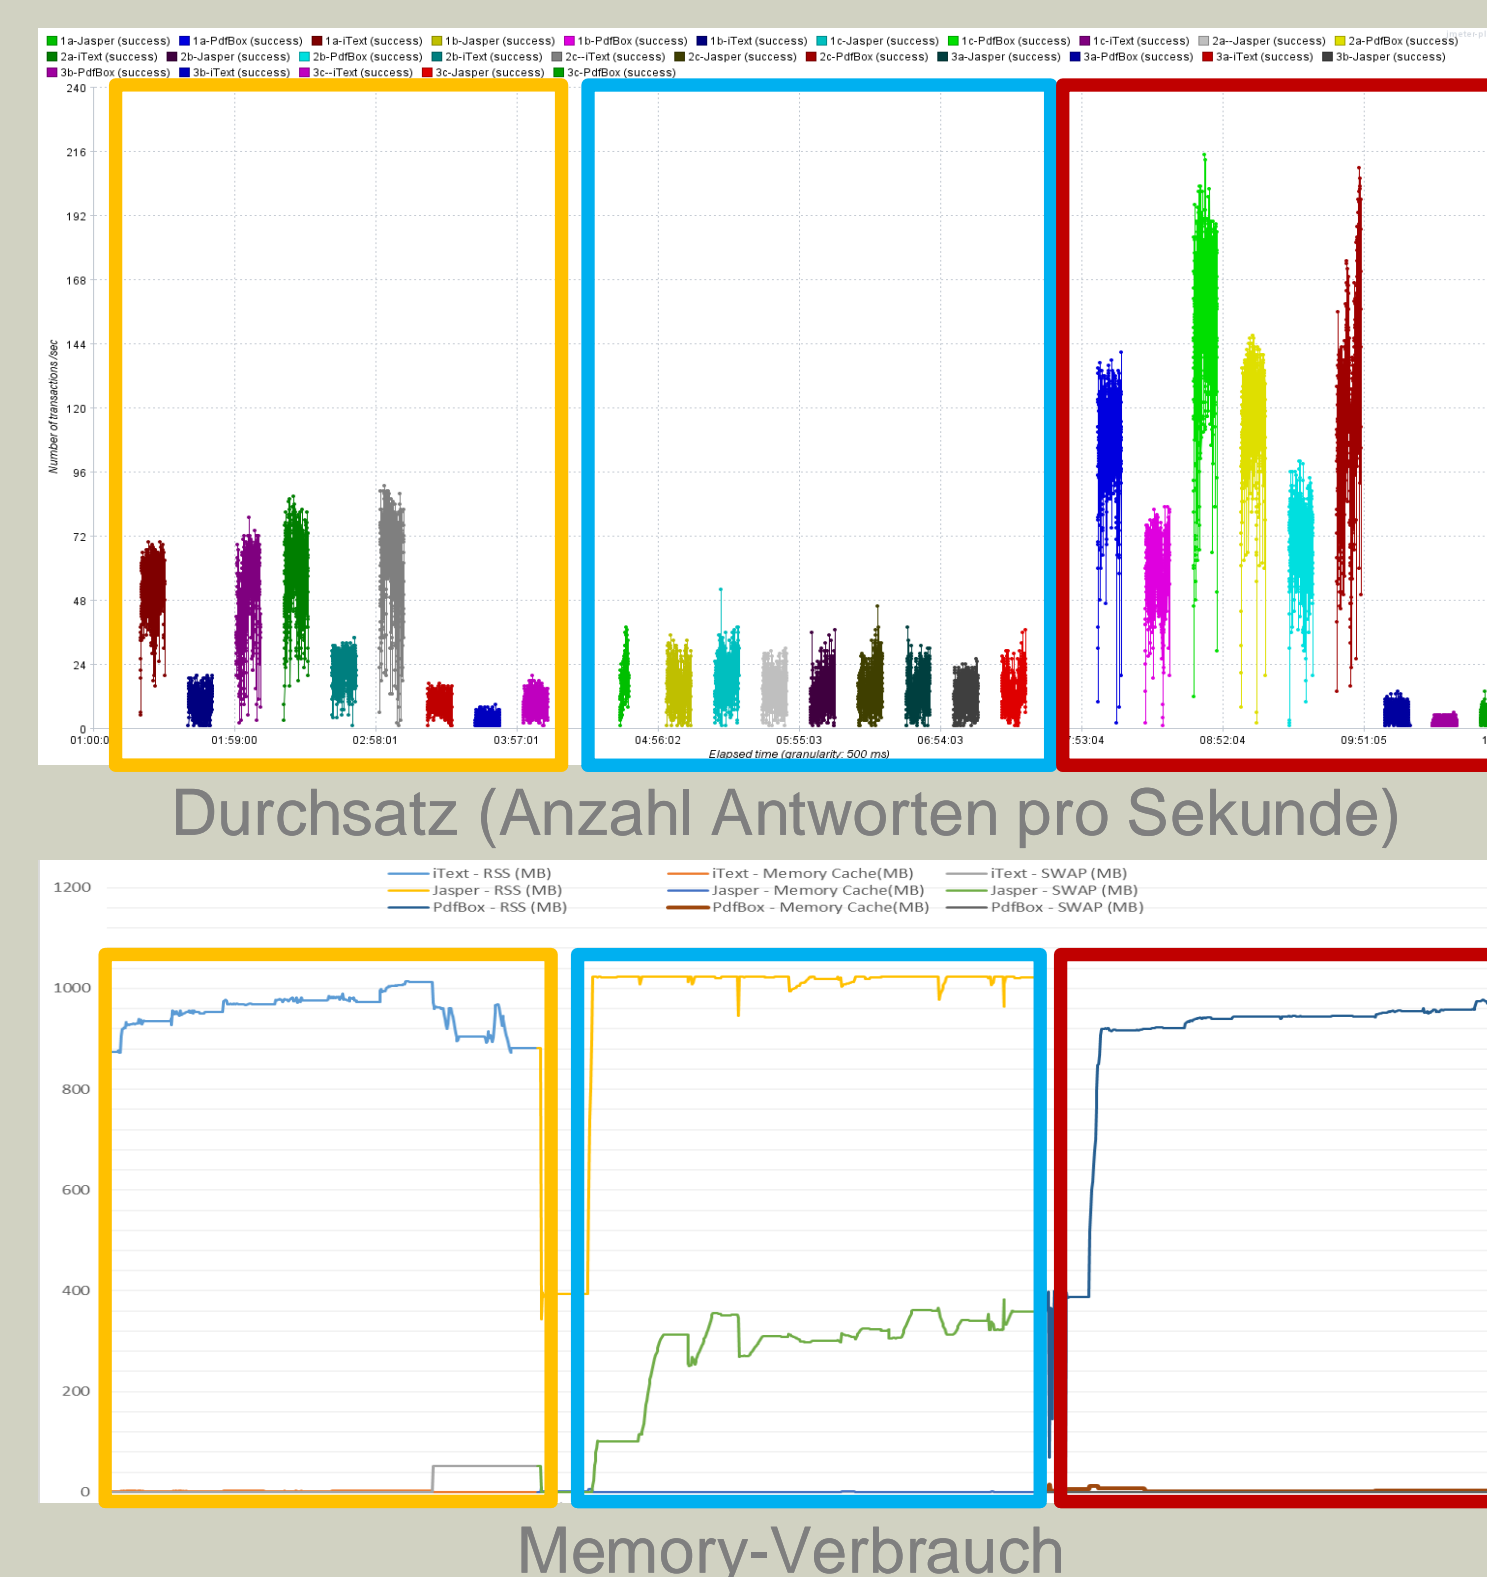 1a-Jasper (success) 1a-PdfBox (success) 1a-iText (success) 1b-Jasper (success) 1b-PdfBox (success) 1b-iText (success) 1c-Jasper (success) 1c-PdfBox (success) 1c-iText (success) 2a--Jasper (success) 2a-PdfBox (success)
2a-iText (success) 2b-Jasper (success) 2b-PdfBox (success) 2b-iText (success) 2c--iText (success) 2c-Jasper (success) 2c-PdfBox (success) 3a-Jasper (success) 3a-PdfBox (success) 3a-iText (success) 3b-Jasper (success)
3b-PdfBox (success) 3b-iText (success) 3c--iText (success) 3c-Jasper (success) 3c-PdfBox (success)
240
216
192
168
144
120
96
72
48
24
0
Number of transactions /sec
01:00:0 01:59:00 02:58:01 03:57:01 04:56:02 05:55:03 06:54:03 7:53:04 08:52:04 09:51:05 1
Elapsed time (granularity: 500 ms)
Durchsatz (Anzahl Antworten pro Sekunde)
iText - RSS (MB) iText - Memory Cache(MB) iText - SWAP (MB)
Jasper - RSS (MB) Jasper - Memory Cache(MB) Jasper - SWAP (MB)
PdfBox - RSS (MB) PdfBox - Memory Cache(MB) PdfBox - SWAP (MB)
1200
1000
800
600
400
200
0
Memory-Verbrauch